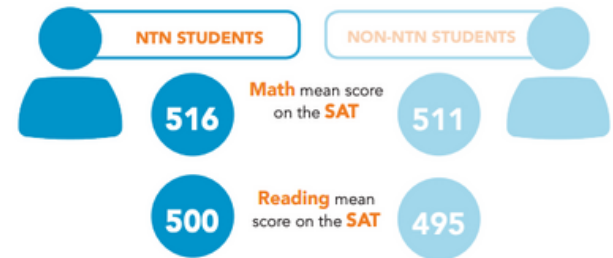 NTN STUDENTS
NON-NTN STUDENTS
516
Math mean score
on the SAT
511
500
Reading mean
score on the SAT
495